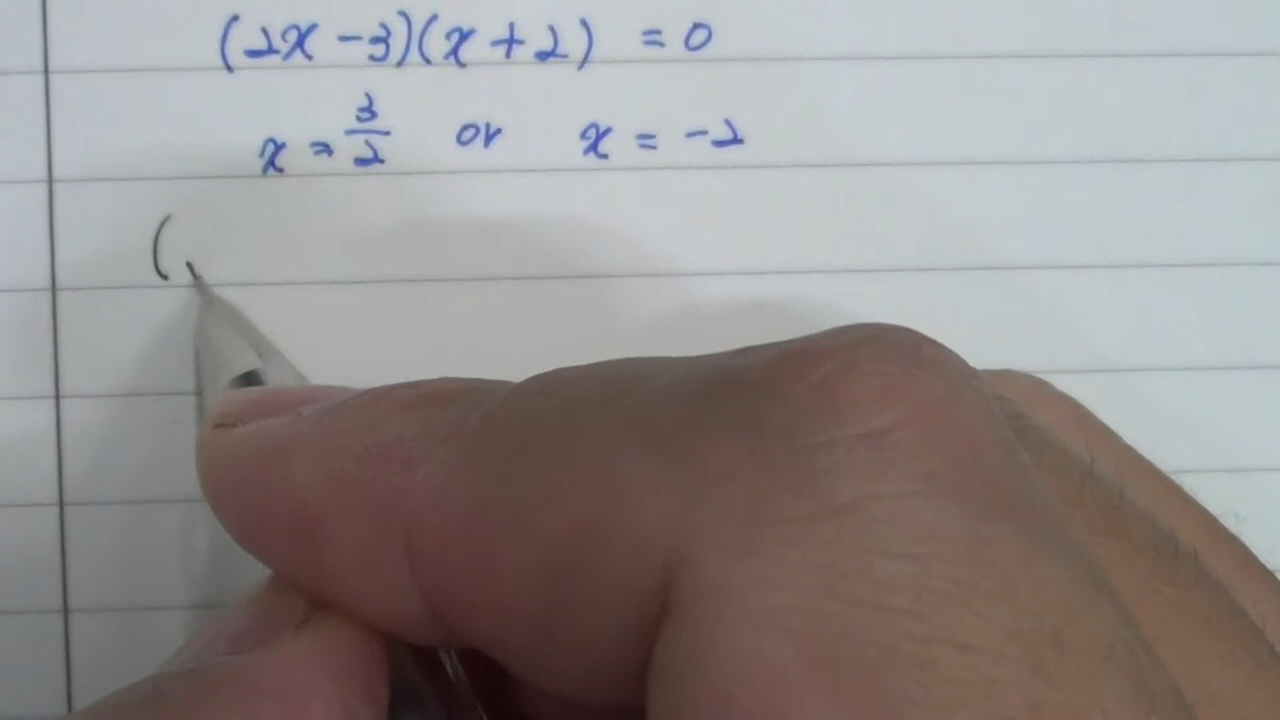 (2x - 3)(x + 2) = 0
x = 3/2 or x = -2
(